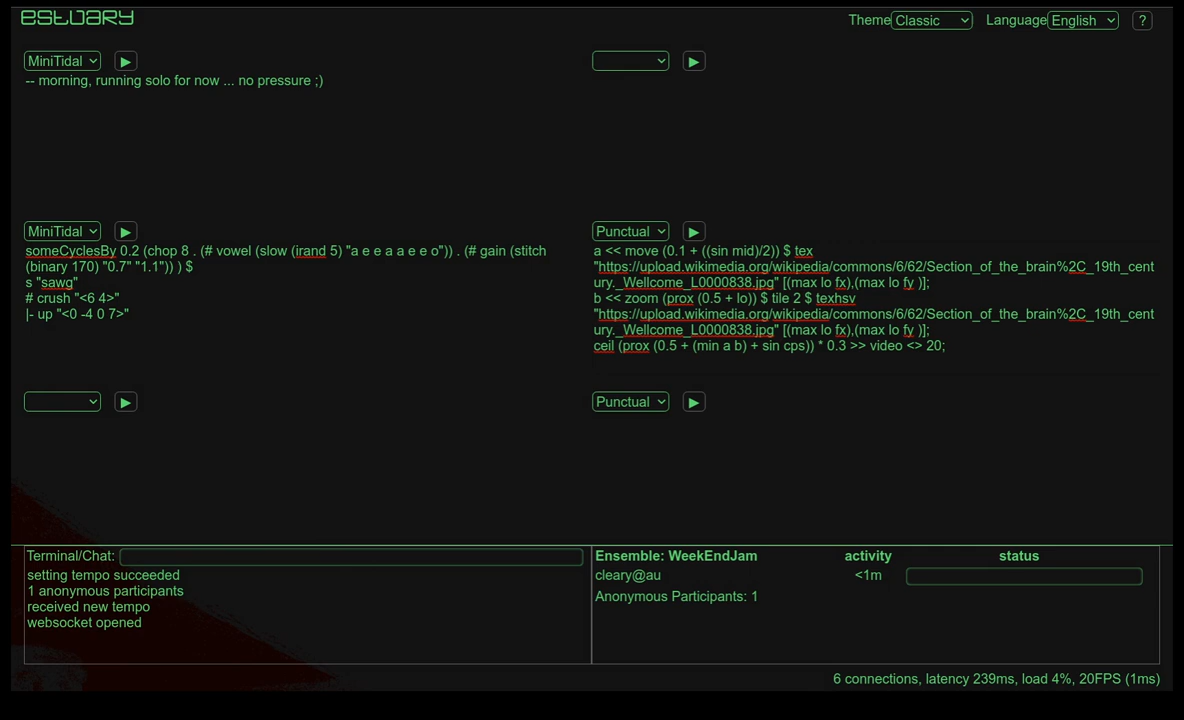 estuary
Theme Classic Language English ?
MiniTidal
-- morning, running solo for now ... no pressure ;)
MiniTidal
someCyclesBy 0.2 (chop 8 . (# vowel (slow (irand 5) "a e e a a e e o")) . (# gain (stitch
(binary 170) "0.7" "1.1")) ) $
s "sawg"
# crush "<6 4>"
|- up "<0 -4 0 7>"
Punctual
a << move (0.1 + ((sin mid)/2)) $ tex
"https://upload.wikimedia.org/wikipedia/commons/6/62/Section_of_the_brain%2C_19th_cent
ury._Wellcome_L0000838.jpg" [(max lo fx),(max lo fy )];
b << zoom (prox (0.5 + lo)) $ tile 2 $ texhsv
"https://upload.wikimedia.org/wikipedia/commons/6/62/Section_of_the_brain%2C_19th_cent
ury._Wellcome_L0000838.jpg" [(max lo fx),(max lo fy )];
ceil (prox (0.5 + (min a b) + sin cps)) * 0.3 >> video <> 20;
Punctual
Terminal/Chat:
setting tempo succeeded
1 anonymous participants
received new tempo
websocket opened
Ensemble: WeekEndJam activity status
cleary@au <1m
Anonymous Participants: 1
6 connections, latency 239ms, load 4%, 20FPS (1ms)